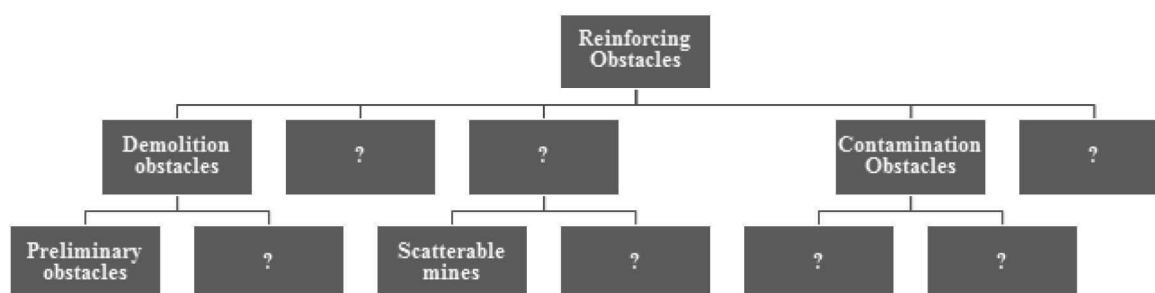 Reinforcing
Obstacles
Demolition
obstacles
?
?
Contamination
Obstacles
?
Preliminary
obstacles
?
Scatterable
mines
?
?
?